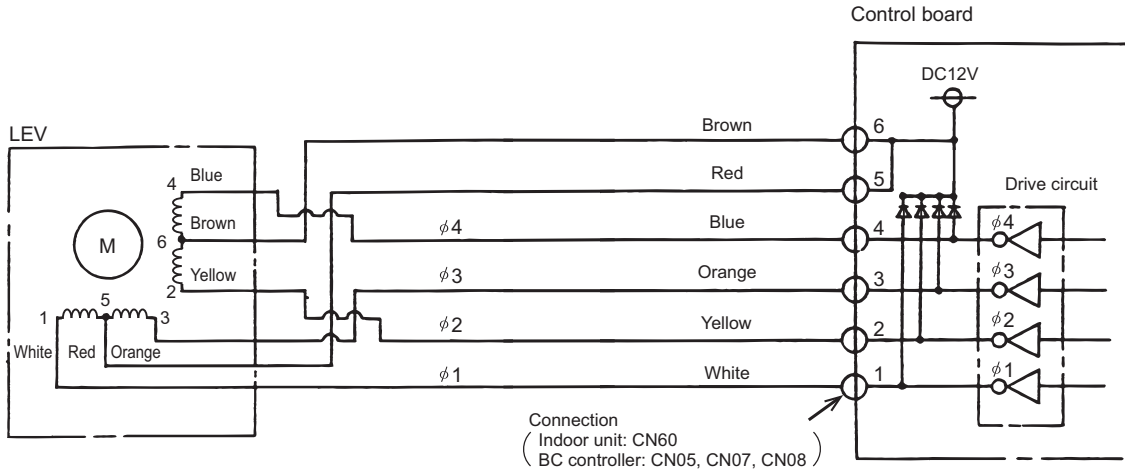 Control board
DC12V
LEV
Brown 6
Red 5
Drive circuit
4 Blue
Brown
6
M
Yellow
2
ϕ4 Blue 4 ϕ4
ϕ3 Orange 3 ϕ3
5
1 3
ϕ2 Yellow 2 ϕ2
White Red Orange
ϕ1 White 1 ϕ1
Connection
( Indoor unit: CN60
BC controller: CN05, CN07, CN08 )